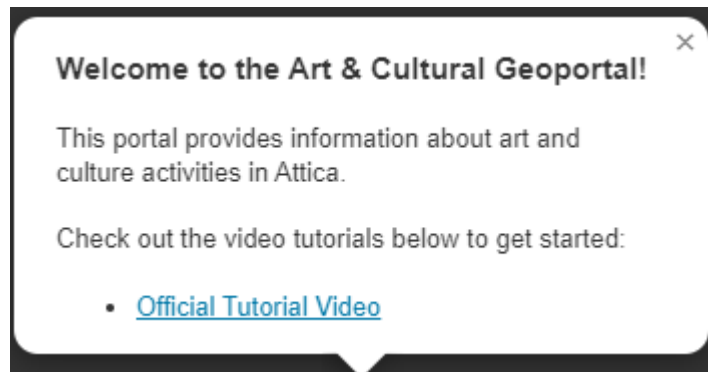 Welcome to the Art & Cultural Geoportal!
×
This portal provides information about art and
culture activities in Attica.
Check out the video tutorials below to get started:
• Official Tutorial Video